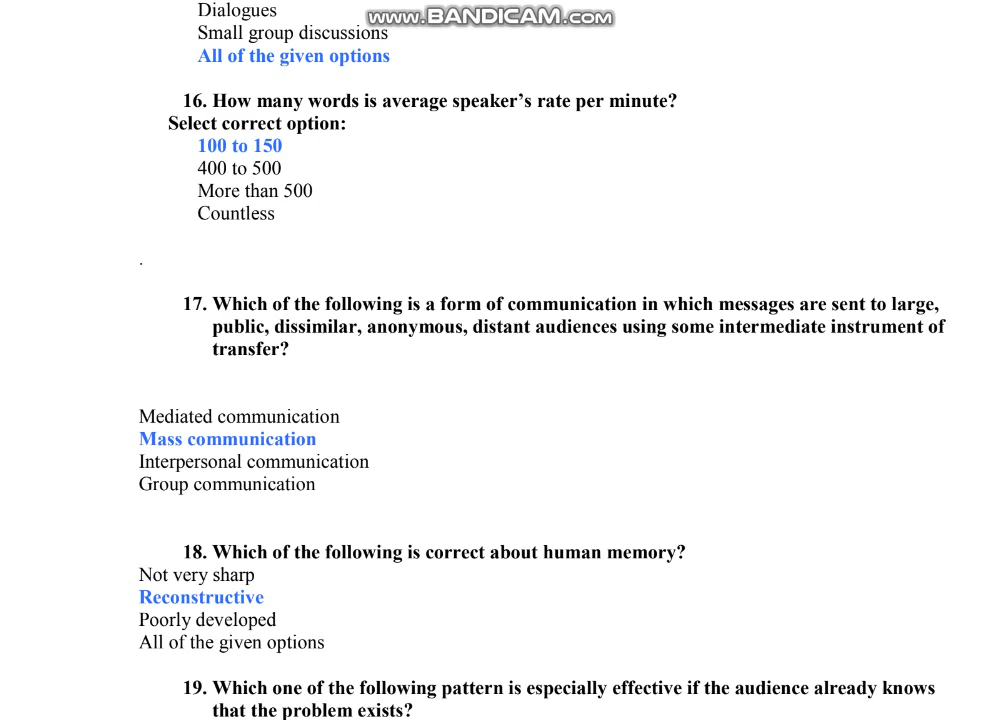 Dialogues
www.BANDICAM.com
Small group discussions
All of the given options
16. How many words is average speaker’s rate per minute?
Select correct option:
100 to 150
400 to 500
More than 500
Countless
.
17. Which of the following is a form of communication in which messages are sent to large,
public, dissimilar, anonymous, distant audiences using some intermediate instrument of
transfer?
Mediated communication
Mass communication
Interpersonal communication
Group communication
18. Which of the following is correct about human memory?
Not very sharp
Reconstructive
Poorly developed
All of the given options
19. Which one of the following pattern is especially effective if the audience already knows
that the problem exists?